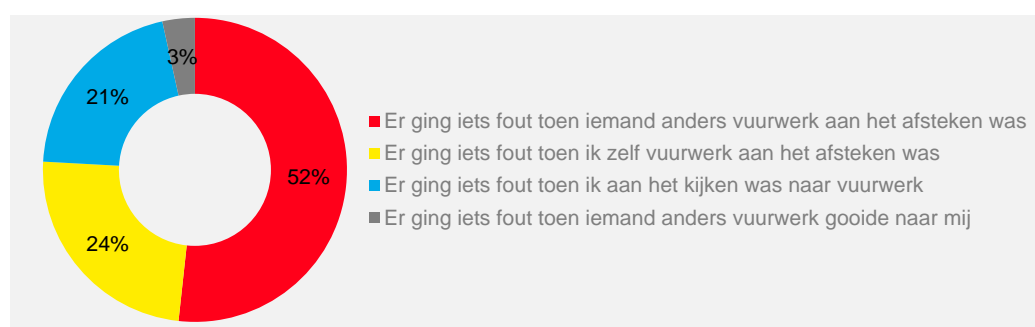 3%
21%
52%
24%
Er ging iets fout toen iemand anders vuurwerk aan het afsteken was
Er ging iets fout toen ik zelf vuurwerk aan het afsteken was
Er ging iets fout toen ik aan het kijken was naar vuurwerk
Er ging iets fout toen iemand anders vuurwerk gooide naar mij